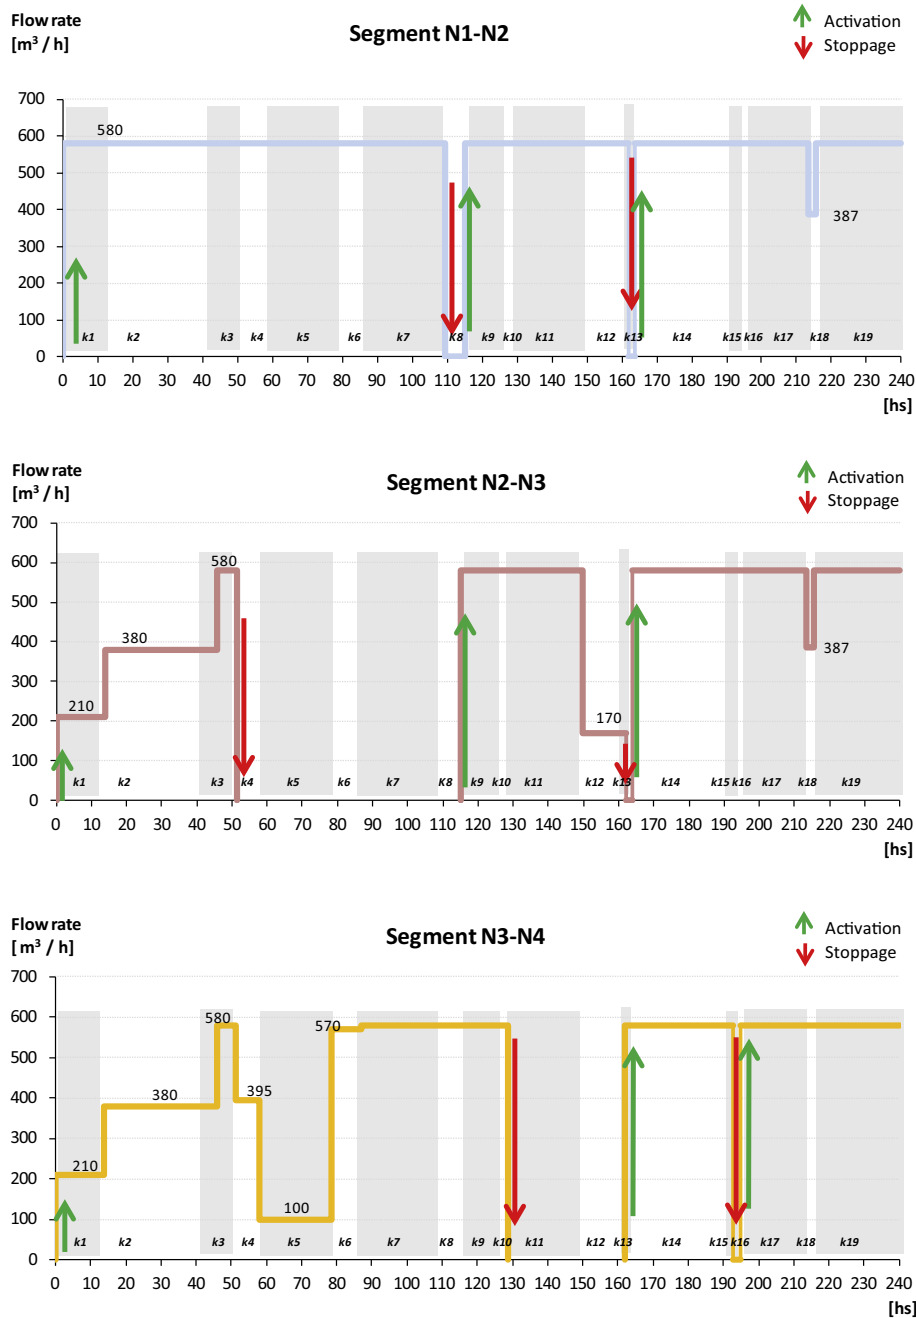 Flow rate
[m³ / h]
Segment N1-N2
Activation
Stoppage
700
600
580
500
400
387
300
200
100
k1 k2 k3 k4 k5 k6 k7 K8 k9 k10 k11 k12 k13 k14 k15 k16 k17 k18 k19
0
0 10 20 30 40 50 60 70 80 90 100 110 120 130 140 150 160 170 180 190 200 210 220 230 240
[hs]
Flow rate
[m³ / h]
Segment N2-N3
Activation
Stoppage
700
600
580
500
400
380
387
300
210
200
170
100
k1 k2 k3 k4 k5 k6 k7 K8 k9 k10 k11 k12 k13 k14 k15 k16 k17 k18 k19
0
0 10 20 30 40 50 60 70 80 90 100 110 120 130 140 150 160 170 180 190 200 210 220 230 240
[hs]
Flow rate
[ m³ / h]
Segment N3-N4
Activation
Stoppage
700
600
580
570
500
400
380
395
300
210
200
100
100
k1 k2 k3 k4 k5 k6 k7 K8 k9 k10 k11 k12 k13 k14 k15 k16 k17 k18 k19
0
0 10 20 30 40 50 60 70 80 90 100 110 120 130 140 150 160 170 180 190 200 210 220 230 240
[hs]